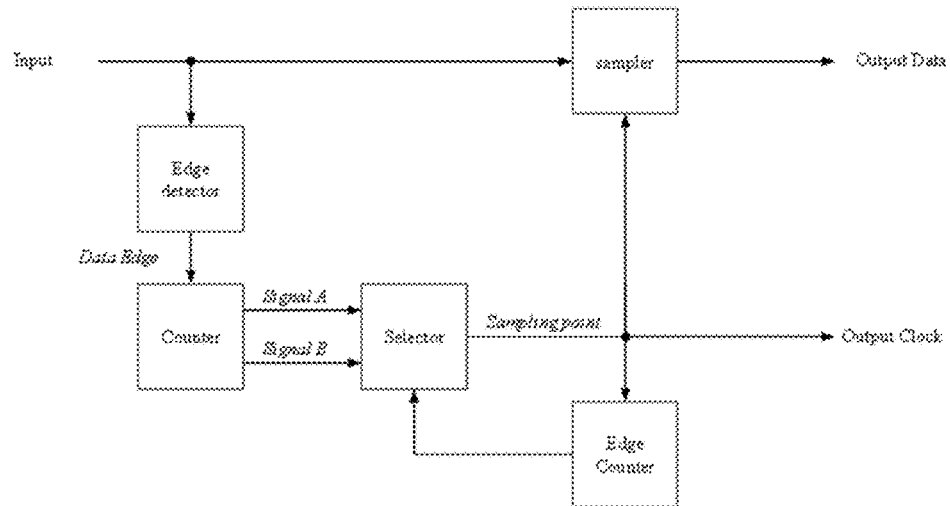 Input
sampler
Output Data
Edge
detector
Data Edge
Counter
Signal A
Signal B
Selector
Sampling point
Output Clock
Edge
Counter